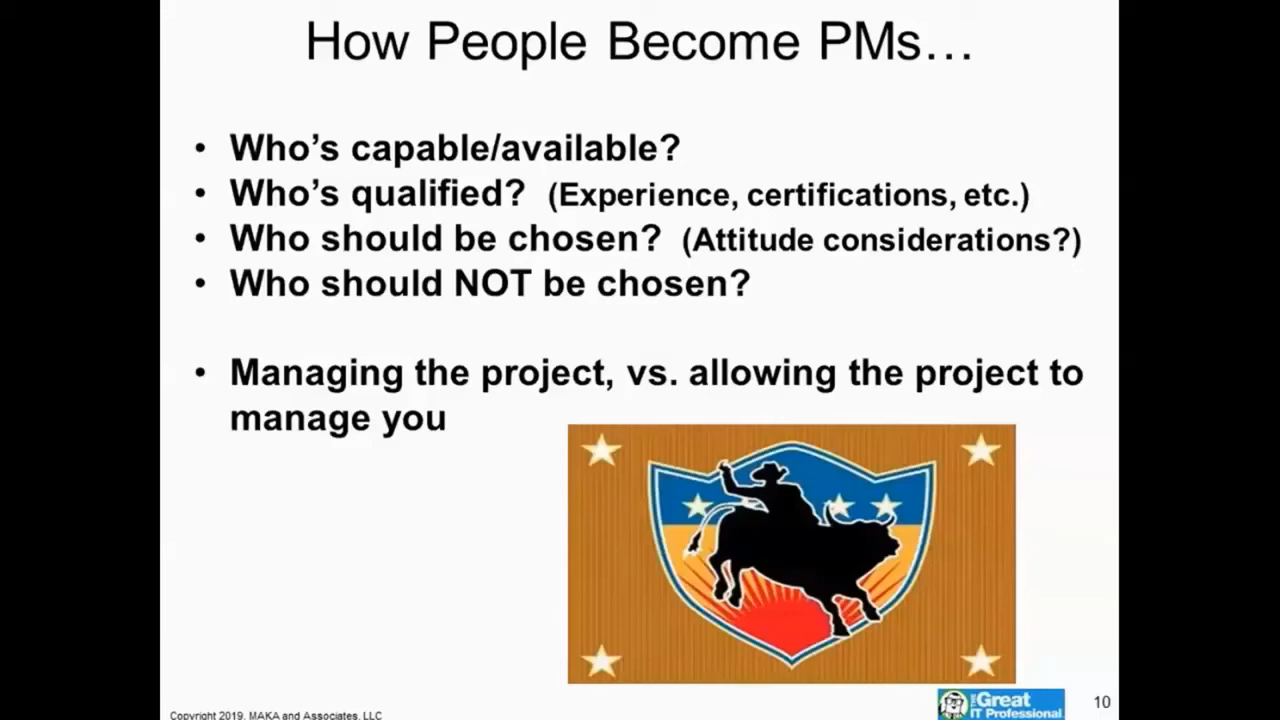 How People Become PMs…
• Who’s capable/available?
• Who’s qualified? (Experience, certifications, etc.)
• Who should be chosen? (Attitude considerations?)
• Who should NOT be chosen?
• Managing the project, vs. allowing the project to
manage you
THE Great
IT Professional
10
Copyright 2019, MAKA and Associates, LLC